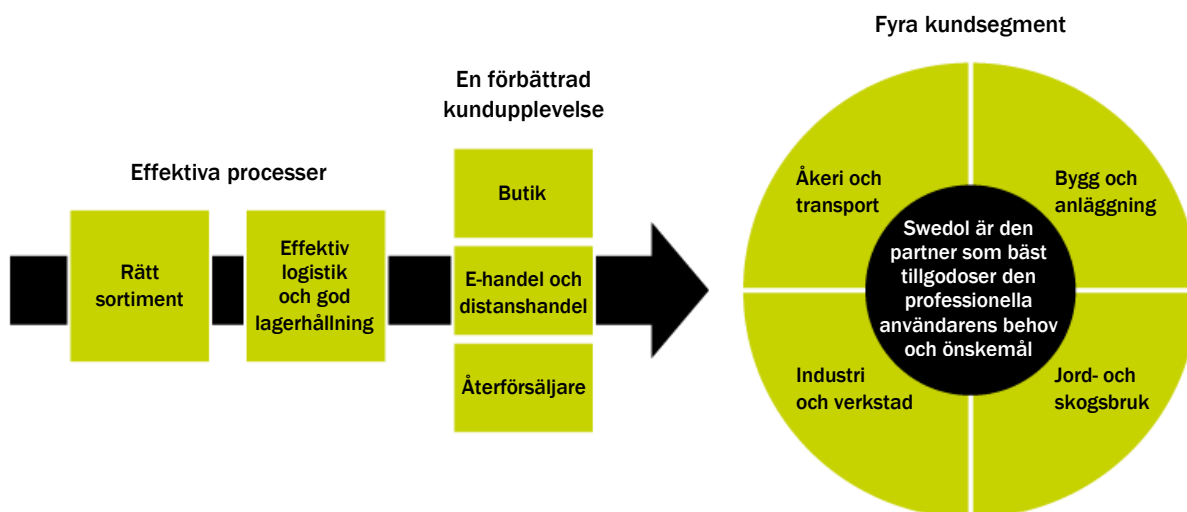 Effektiva processer
Rätt
sortiment
Effektiv
logistik
och god
lagerhållning
En förbättrad
kundupplevelse
Butik
E-handel och
distanshandel
Återförsäljare
Fyra kundsegment
Åkeri och
transport
Bygg och
anläggning
Swedol är den
partner som bäst
tillgodoser den
professionella
användarens behov
och önskemål
Industri
och verkstad
Jord- och
skogsbruk